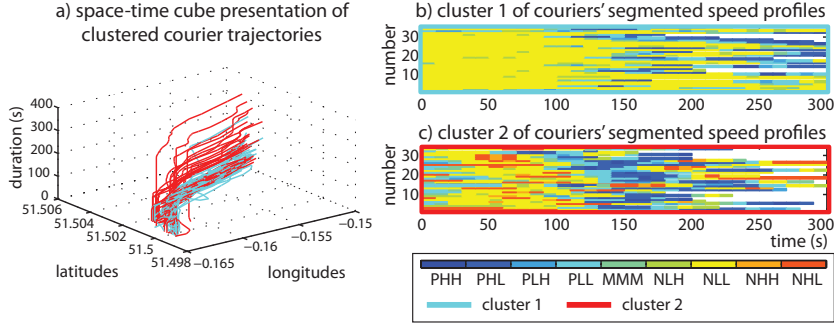 a) space-time cube presentation of
clustered courier trajectories
duration (s)
400
300
200
100
0
51.506
51.504
51.502
51.5
51.498
latitudes
−0.165
−0.16
−0.155
−0.15
longitudes
b) cluster 1 of couriers' segmented speed profiles
number
30
20
10
0 50 100 150 200 250 300
c) cluster 2 of couriers' segmented speed profiles
number
30
20
10
0 50 100 150 200 250 300
time (s)
PHH PHL PLH PLL MMM NLH NLL NHH NHL
cluster 1 cluster 2